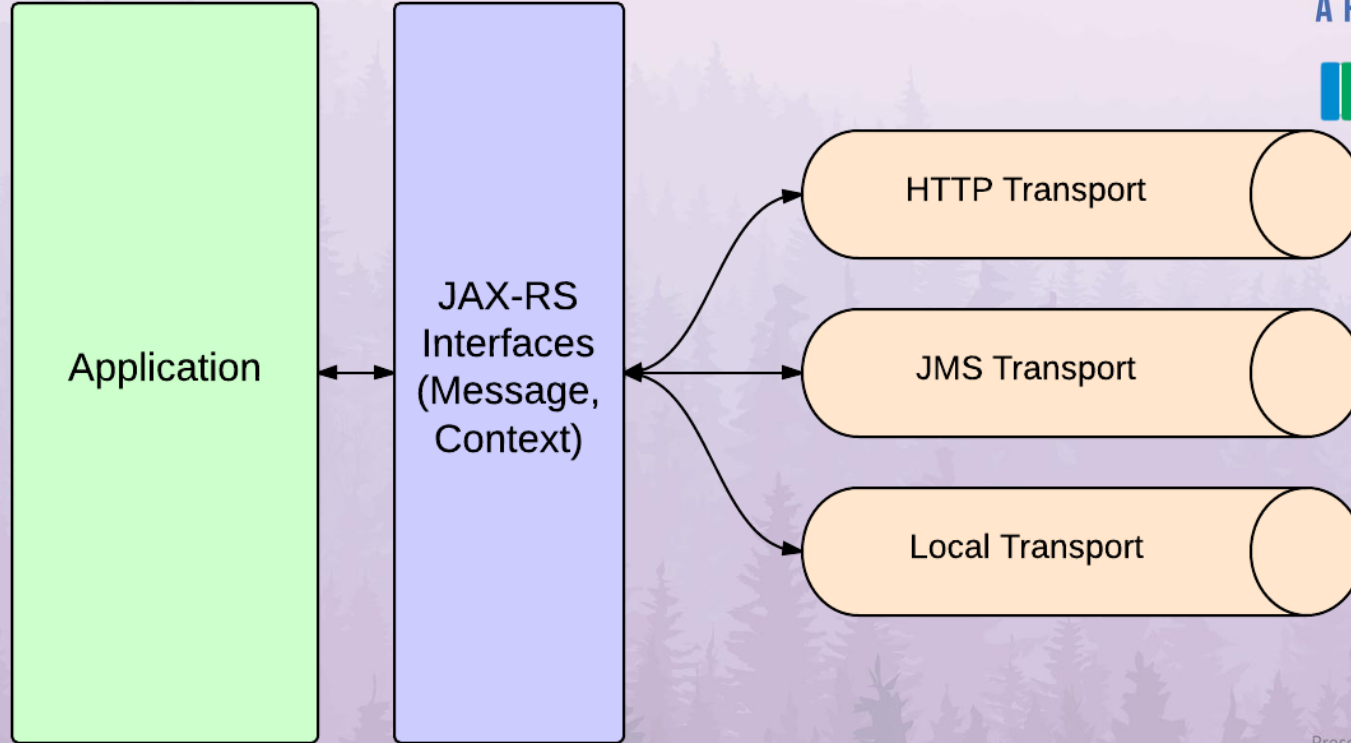 Application
JAX-RS
Interfaces
(Message,
Context)
HTTP Transport
JMS Transport
Local Transport